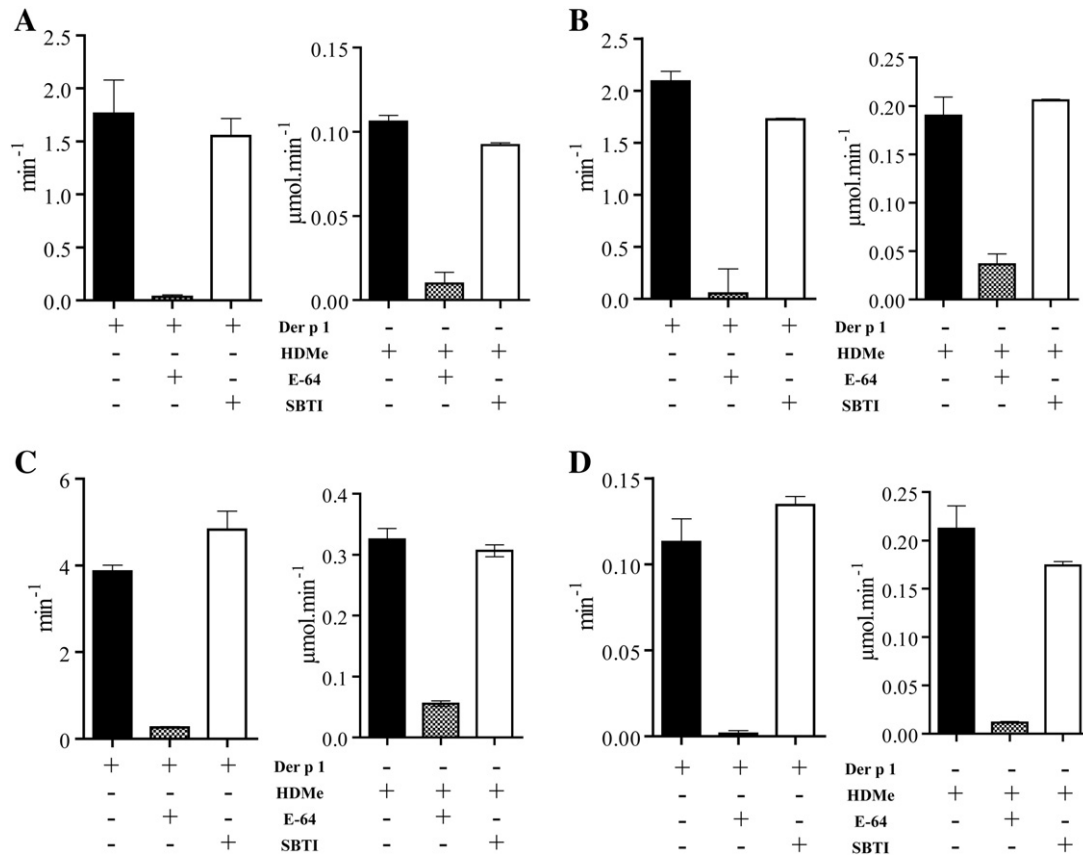 A
B
2.5
2.0
1.5
1.0
0.5
0.0
min⁻¹
0.15
0.10
0.05
0.00
µmol.min⁻¹
2.5
2.0
1.5
1.0
0.5
0.0
min⁻¹
0.25
0.20
0.15
0.10
0.05
0.00
µmol.min⁻¹
+ + + Der p 1 - - - + + + Der p 1 - - -
- - - HDMe + + + - - - HDMe + + +
- + - E-64 - + - - + - E-64 - + -
- - + SBTI - - + - - + SBTI - - +
C
D
6
4
2
0
min⁻¹
0.4
0.3
0.2
0.1
0.0
µmol.min⁻¹
0.15
0.10
0.05
0.00
min⁻¹
0.25
0.20
0.15
0.10
0.05
0.00
µmol.min⁻¹
+ + + Der p 1 - - - + + + Der p 1 - - -
- - - HDMe + + + - - - HDMe + + +
- + - E-64 - + - - + - E-64 - + -
- - + SBTI - - + - - + SBTI - - +